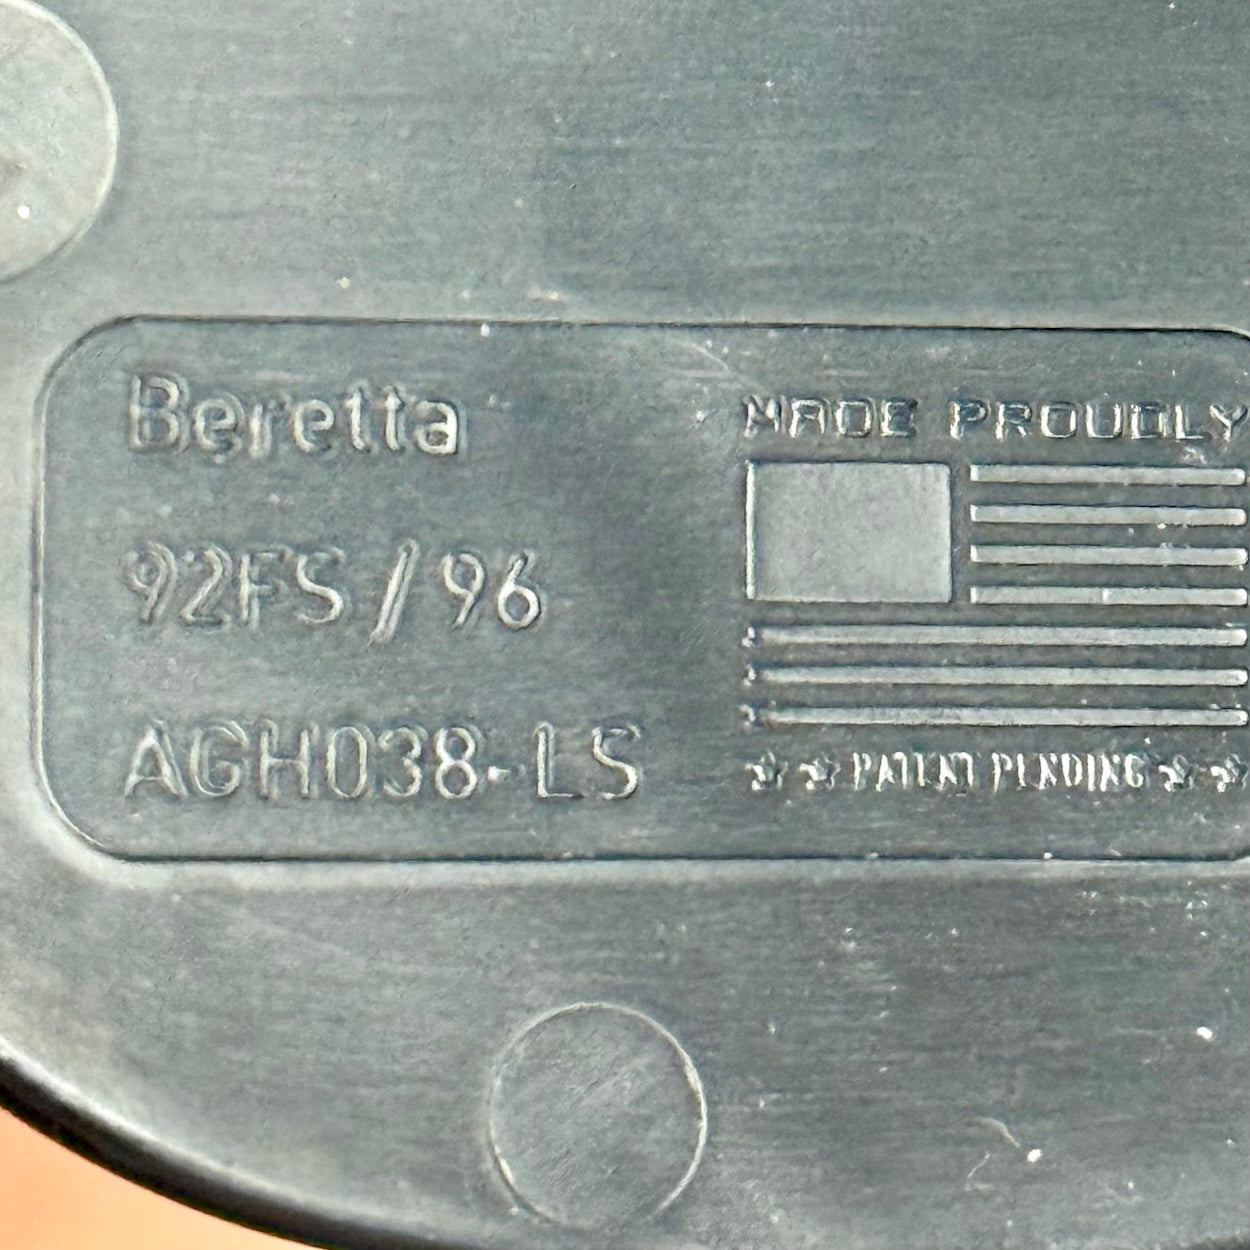 Beretta
92FS / 96
AGH038-LS
MADE PROUDLY
PATENT PENDING